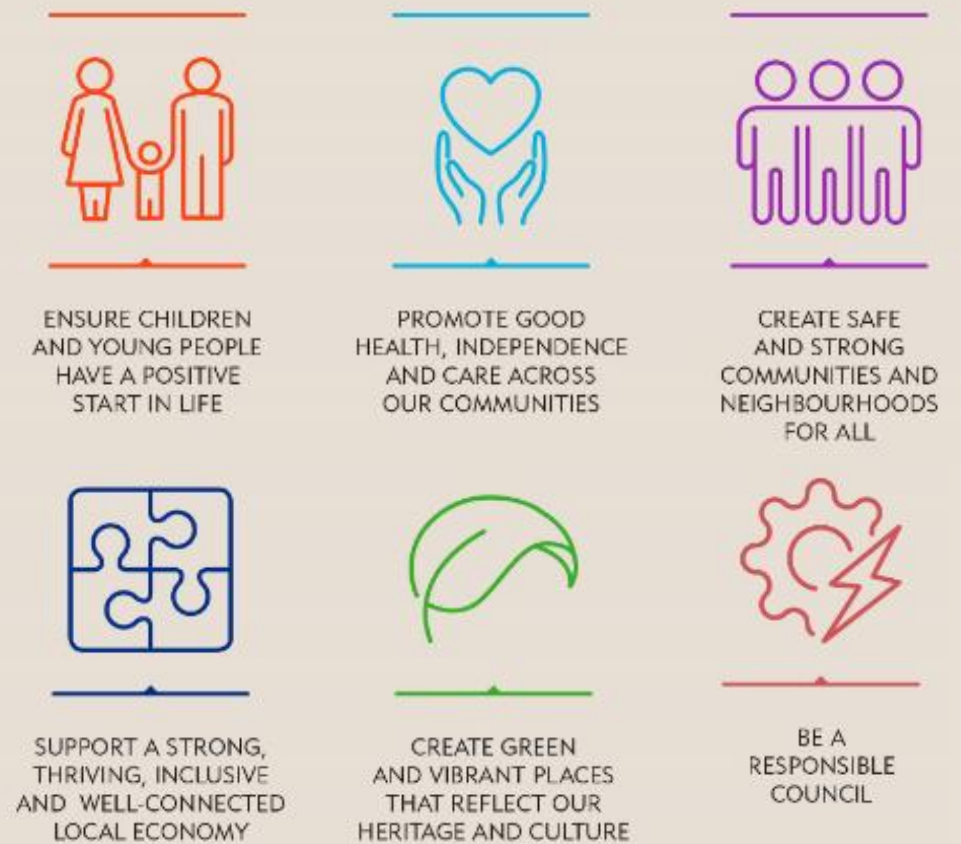 ENSURE CHILDREN
AND YOUNG PEOPLE
HAVE A POSITIVE
START IN LIFE
PROMOTE GOOD
HEALTH, INDEPENDENCE
AND CARE ACROSS
OUR COMMUNITIES
CREATE SAFE
AND STRONG
COMMUNITIES AND
NEIGHBOURHOODS
FOR ALL
SUPPORT A STRONG,
THRIVING, INCLUSIVE
AND WELL-CONNECTED
LOCAL ECONOMY
CREATE GREEN
AND VIBRANT PLACES
THAT REFLECT OUR
HERITAGE AND CULTURE
BE A
RESPONSIBLE
COUNCIL